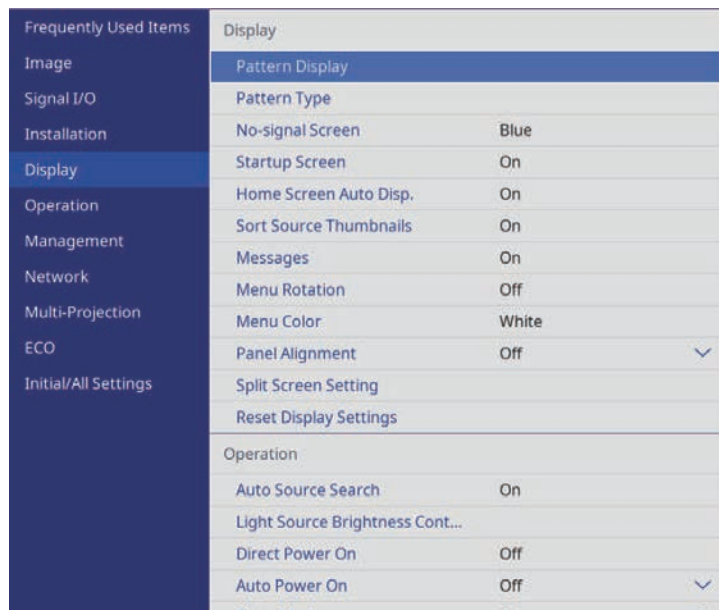 Frequently Used Items
Image
Signal I/O
Installation
Display
Operation
Management
Network
Multi-Projection
ECO
Initial/All Settings
Display
Pattern Display
Pattern Type
No-signal Screen Blue
Startup Screen On
Home Screen Auto Disp. On
Sort Source Thumbnails On
Messages On
Menu Rotation Off
Menu Color White
Panel Alignment Off
Split Screen Setting
Reset Display Settings
Operation
Auto Source Search On
Light Source Brightness Cont...
Direct Power On Off
Auto Power On Off